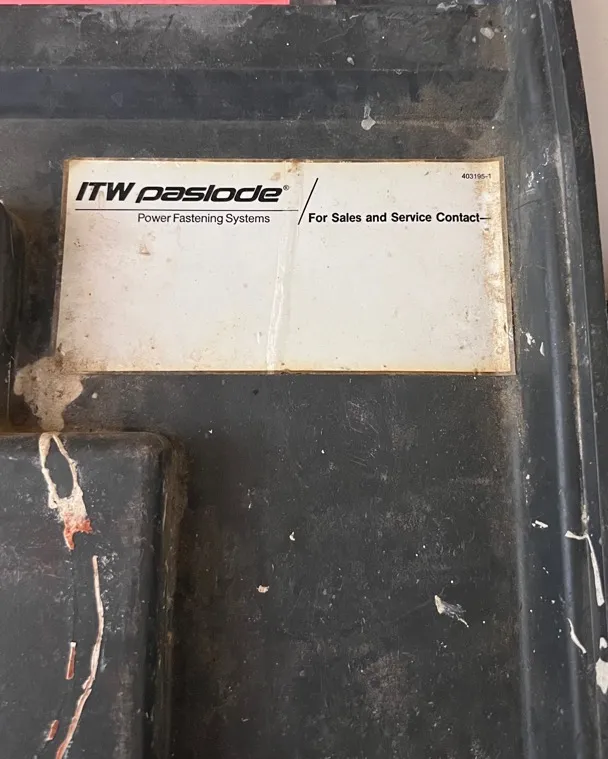 403195-1
ITW paslode®
Power Fastening Systems
For Sales and Service Contact—